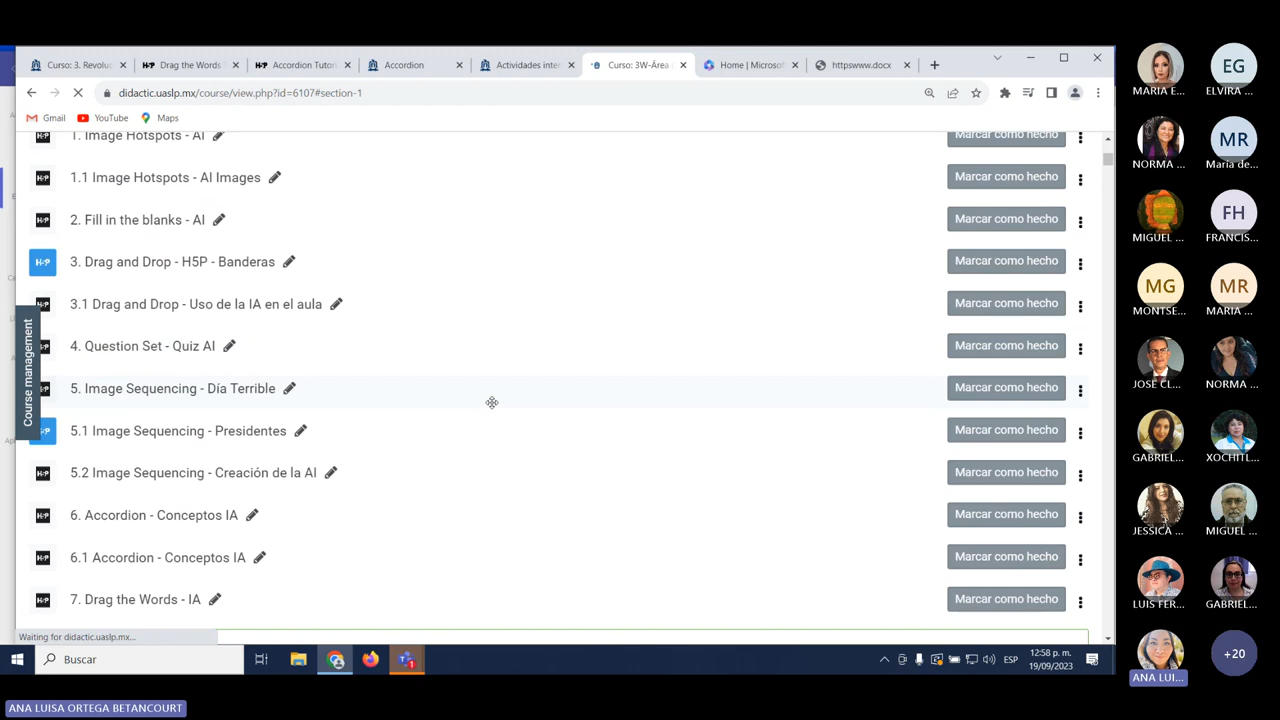 Curso: 3. Revoluc
Drag the Words
Accordion Tutor
Accordion
Actividades inter
Curso: 3W-Área
Home | Microsof
httpswww.docx
didactic.uaslp.mx/course/view.php?id=6107#section-1
Gmail
YouTube
Maps
1. Image Hotspots - AI
Marcar como hecho
1.1 Image Hotspots - AI Images
Marcar como hecho
2. Fill in the blanks - AI
Marcar como hecho
3. Drag and Drop - H5P - Banderas
Marcar como hecho
3.1 Drag and Drop - Uso de la IA en el aula
Marcar como hecho
4. Question Set - Quiz AI
Marcar como hecho
5. Image Sequencing - Día Terrible
Marcar como hecho
5.1 Image Sequencing - Presidentes
Marcar como hecho
5.2 Image Sequencing - Creación de la AI
Marcar como hecho
6. Accordion - Conceptos IA
Marcar como hecho
6.1 Accordion - Conceptos IA
Marcar como hecho
7. Drag the Words - IA
Marcar como hecho
Course management
Waiting for didactic.uaslp.mx...
Buscar
ESP
12:58 p. m.
19/09/2023
MARIA E...
EG
ELVIRA ...
NORMA ...
MR
Maria de...
MIGUEL ...
FH
FRANCIS...
MG
MONTSE...
MR
MARIA ...
JOSE CL...
NORMA ...
GABRIEL...
XOCHITL...
JESSICA ...
MIGUEL ...
LUIS FER...
GABRIEL...
ANA LUI...
+20
ANA LUISA ORTEGA BETANCOURT